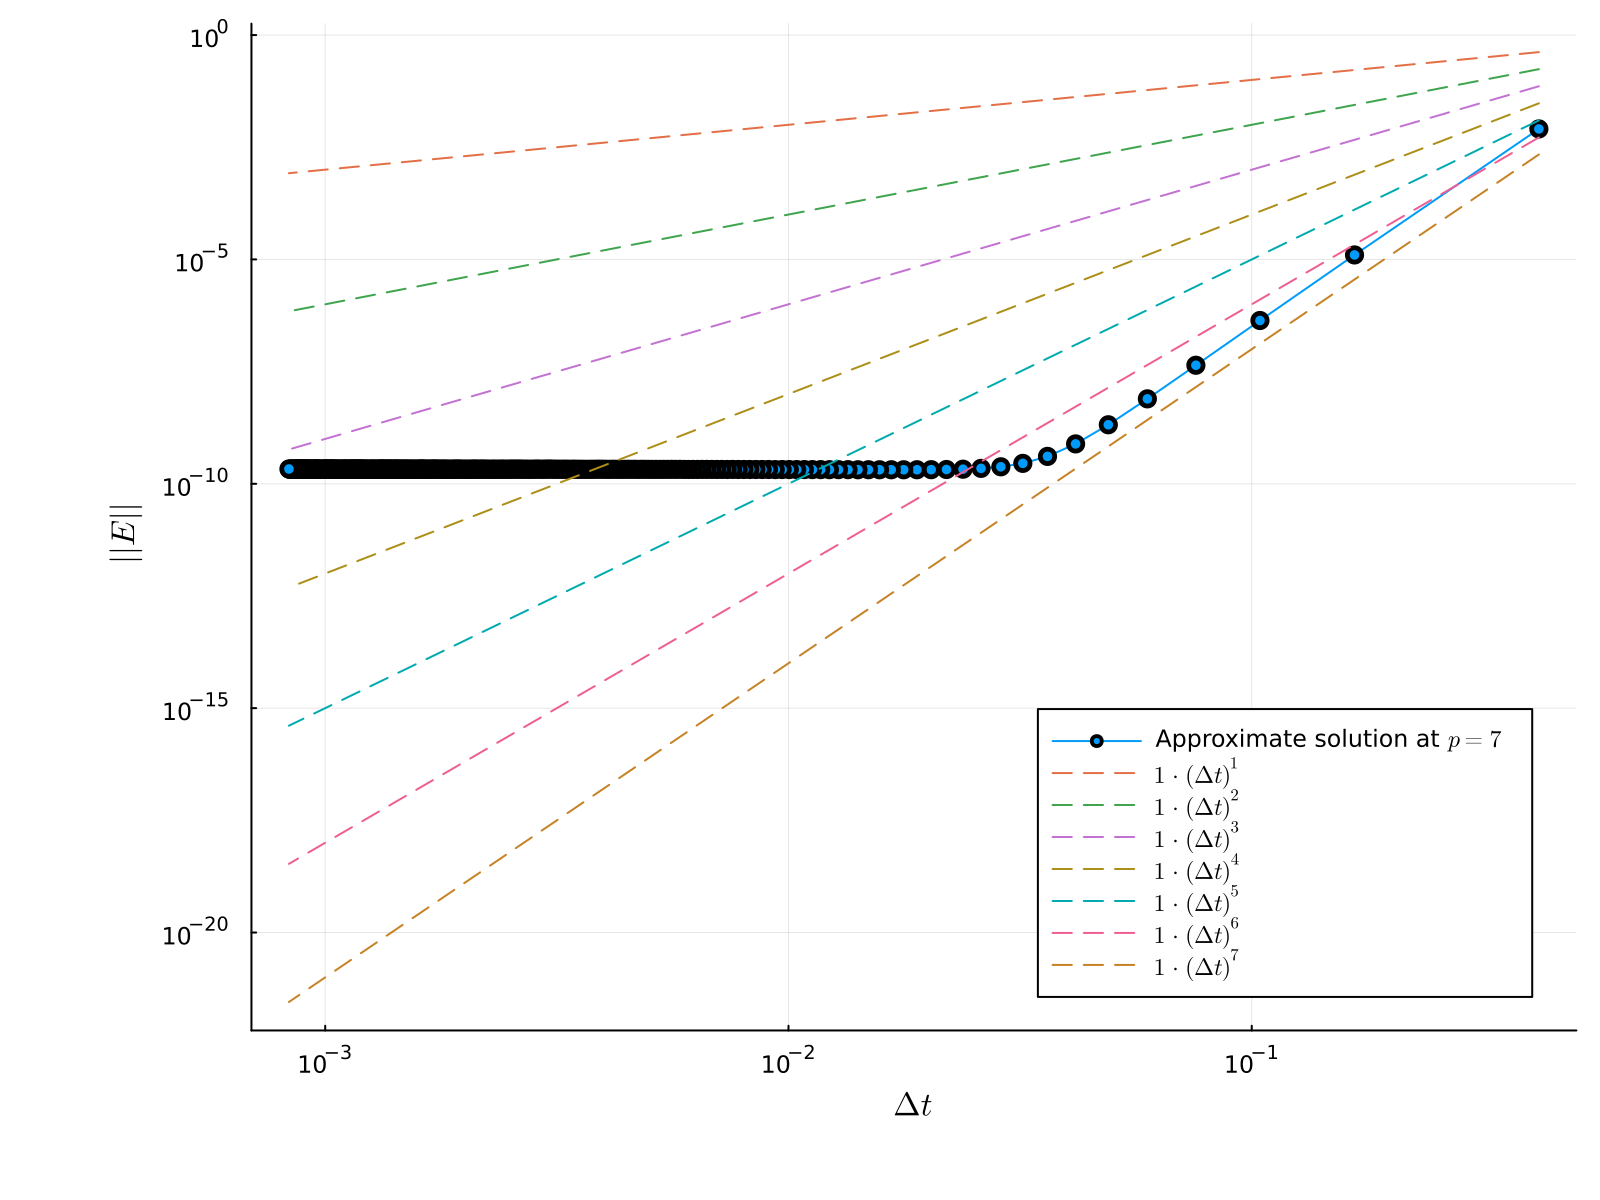 10⁰
10⁻⁵
10⁻¹⁰
10⁻¹⁵
10⁻²⁰
||E||
10⁻³
10⁻²
10⁻¹
Δt
Approximate solution at p = 7
1 · (Δt)¹
1 · (Δt)²
1 · (Δt)³
1 · (Δt)⁴
1 · (Δt)⁵
1 · (Δt)⁶
1 · (Δt)⁷